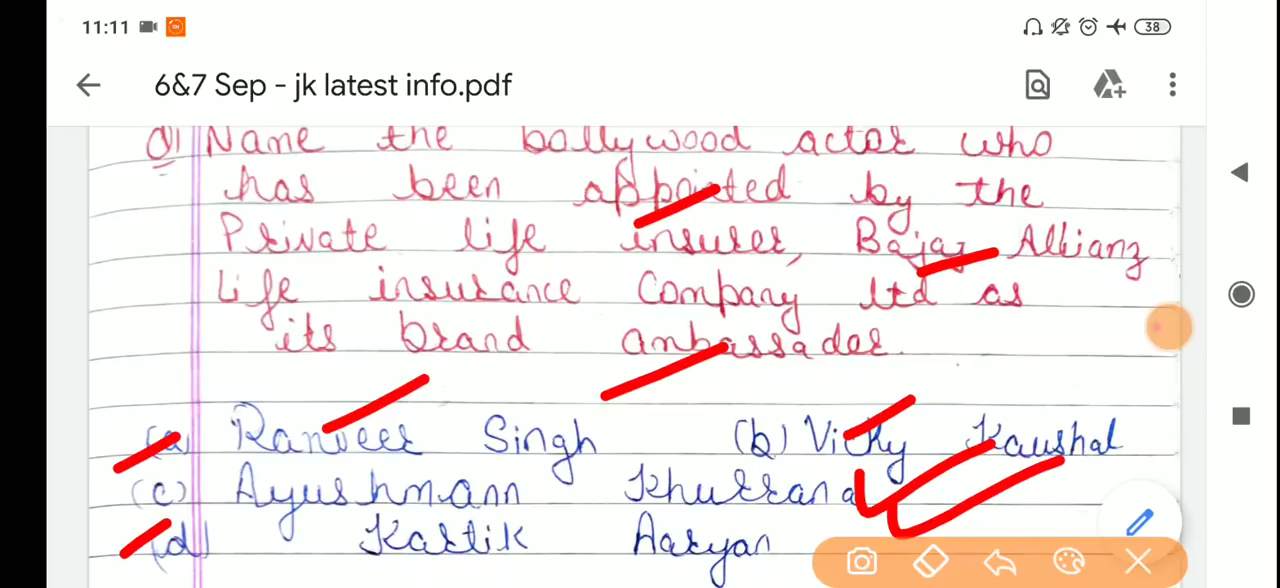 11:11
38
6&7 Sep - jk latest info.pdf
Q) Name the bollywood actor who
has been appointed by the
Private life insurer, Bajaj Allianz
Life insurance Company ltd as
its brand ambassador.
(a) Ranveer Singh (b) Vicky Kaushal
(c) Ayushmann Khurrana
(d) Kartik Aaryan